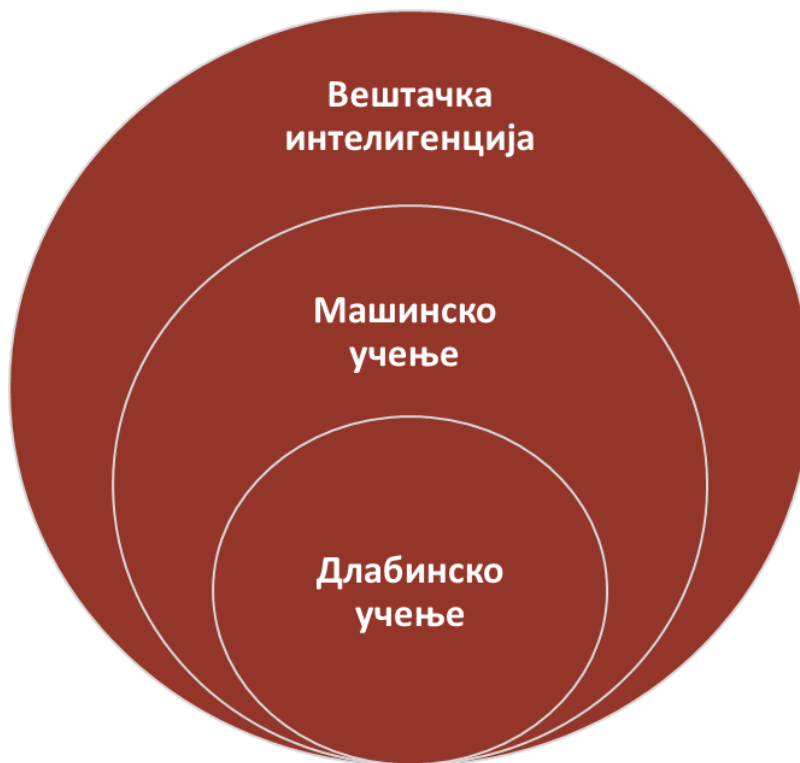 Вештачка
интелигенција
Машинско
учење
Длабинско
учење